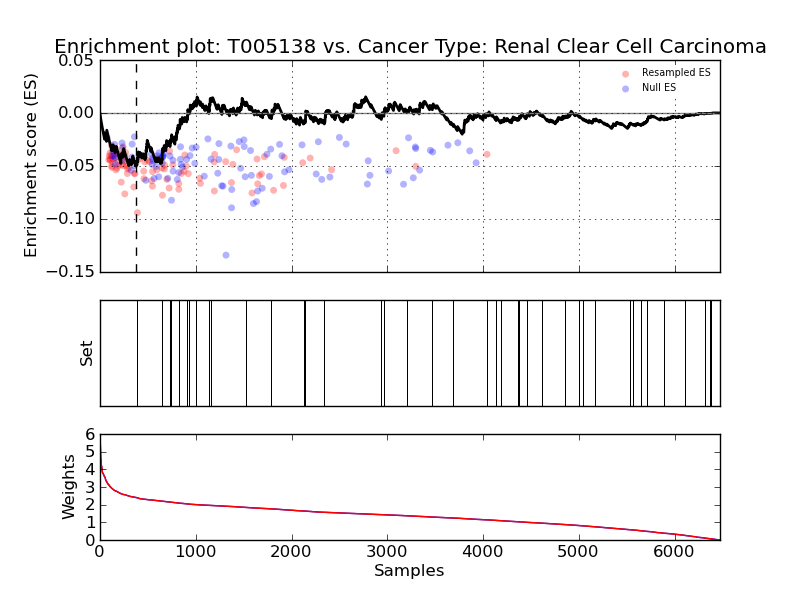 Enrichment plot: T005138 vs. Cancer Type: Renal Clear Cell Carcinoma
Enrichment score (ES)
0.05
0.00
−0.05
−0.10
−0.15
Resampled ES
Null ES
Set
Weights
6
5
4
3
2
1
0
0
1000
2000
3000
4000
5000
6000
Samples